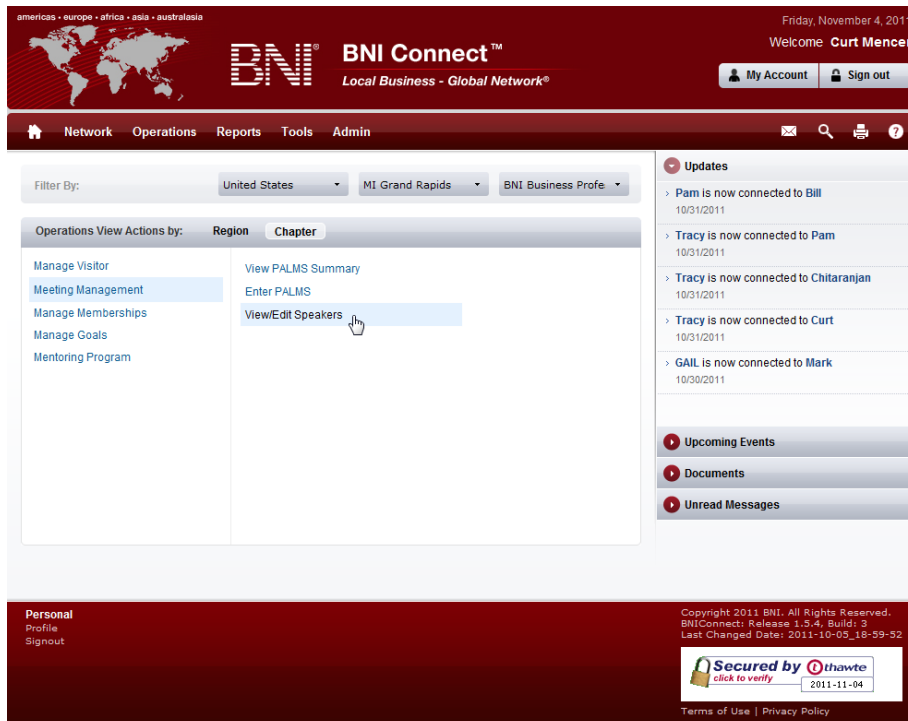 americas • europe • africa • asia • australasia
Friday, November 4, 2011
Welcome Curt Mencer
BNI®
BNI Connect™
Local Business - Global Network®
My Account
Sign out
Network Operations Reports Tools Admin
Filter By:
United States
MI Grand Rapids
BNI Business Profe
Operations View Actions by:
Region
Chapter
Manage Visitor
Meeting Management
Manage Memberships
Manage Goals
Mentoring Program
View PALMS Summary
Enter PALMS
View/Edit Speakers
Updates
Pam is now connected to Bill
10/31/2011
Tracy is now connected to Pam
10/31/2011
Tracy is now connected to Chitaranjan
10/31/2011
Tracy is now connected to Curt
10/31/2011
GAIL is now connected to Mark
10/30/2011
Upcoming Events
Documents
Unread Messages
Personal
Profile
Signout
Copyright 2011 BNI. All Rights Reserved.
BNIConnect: Release 1.5.4, Build: 3
Last Changed Date: 2011-10-05_18-59-52
Secured by thawte
click to verify
2011-11-04
Terms of Use | Privacy Policy